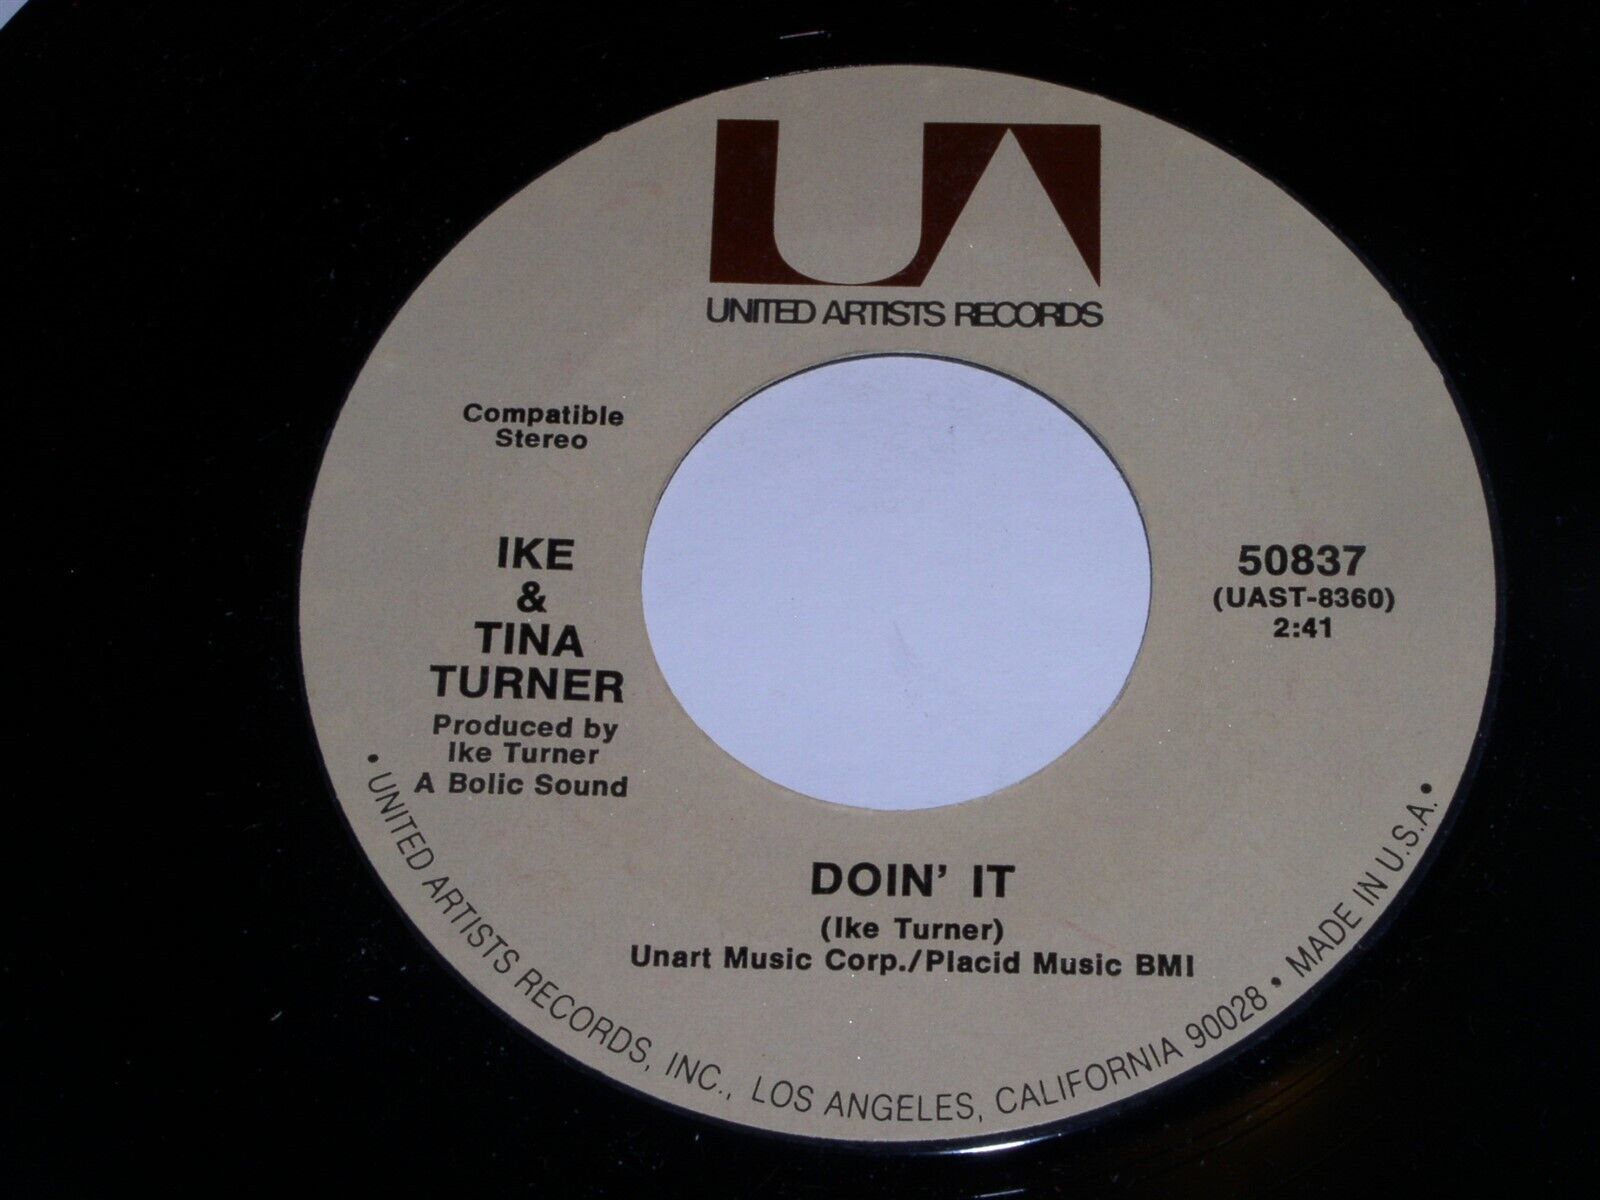 UA
UNITED ARTISTS RECORDS
Compatible
Stereo
IKE
&
TINA
TURNER
Produced by
Ike Turner
A Bolic Sound
50837
(UAST-8360)
2:41
DOIN' IT
(Ike Turner)
Unart Music Corp./Placid Music BMI
• UNITED ARTISTS RECORDS, INC., LOS ANGELES, CALIFORNIA 90028 • MADE IN U.S.A. •